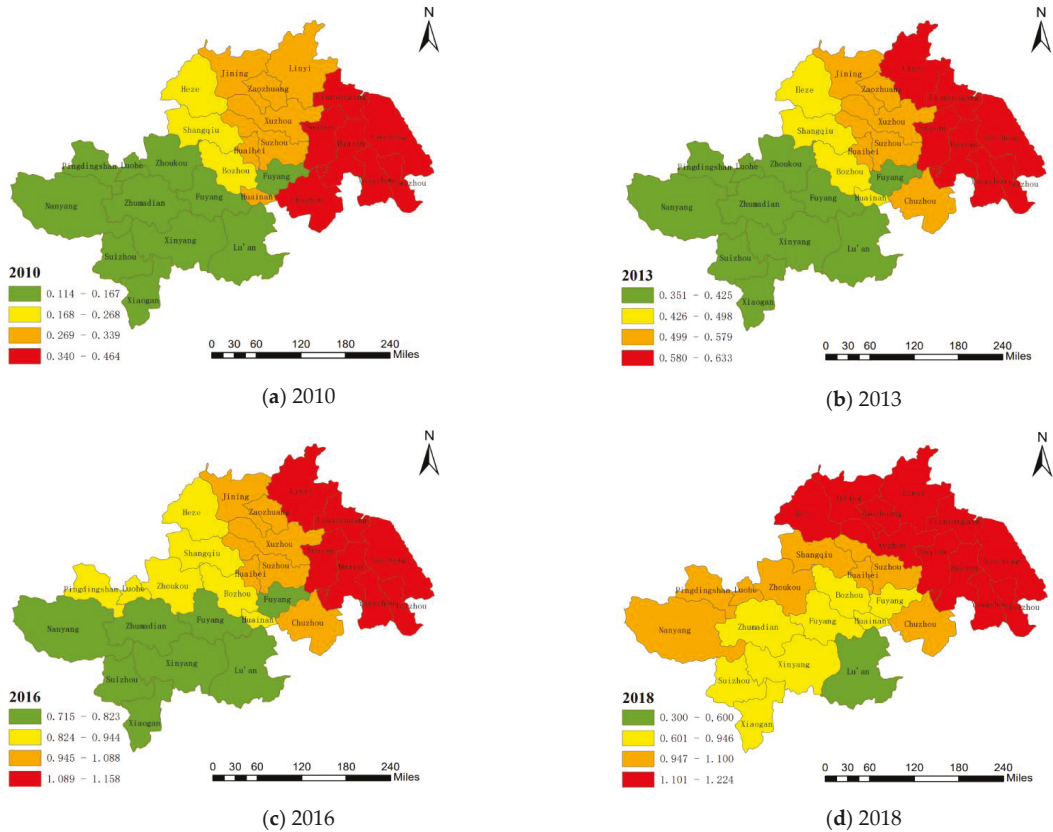 N
Jining
Linyi
Heze
Zaozhuang
Xuzhou
Shangqiu
Suzhou
Huaibei
Zhoukou
Bozhou
Pingdingshan
Luohe
Fuyang
Fuyang
Huainan
Nanyang
Zhumadian
Xinyang
Lu'an
Suizhou
Xiaogan
2010
0.114 - 0.167
0.168 - 0.268
0.269 - 0.339
0.340 - 0.464
0 30 60 120 180 240
Miles
(a) 2010
N
Jining
Heze
Zaozhuang
Xuzhou
Shangqiu
Suzhou
Huaibei
Zhoukou
Bozhou
Pingdingshan
Luohe
Fuyang
Fuyang
Huainan
Chuzhou
Nanyang
Zhumadian
Xinyang
Lu'an
Suizhou
Xiaogan
2013
0.351 - 0.425
0.426 - 0.498
0.499 - 0.579
0.580 - 0.633
0 30 60 120 180 240
Miles
(b) 2013
N
Jining
Heze
Zaozhuang
Xuzhou
Shangqiu
Suzhou
Huaibei
Zhoukou
Bozhou
Pingdingshan
Luohe
Fuyang
Fuyang
Huainan
Chuzhou
Nanyang
Zhumadian
Xinyang
Lu'an
Suizhou
Xiaogan
2016
0.715 - 0.823
0.824 - 0.944
0.945 - 1.088
1.089 - 1.158
0 30 60 120 180 240
Miles
(c) 2016
N
Shangqiu
Suzhou
Huaibei
Zhoukou
Bozhou
Pingdingshan
Luohe
Fuyang
Fuyang
Huainan
Chuzhou
Nanyang
Zhumadian
Xinyang
Lu'an
Suizhou
Xiaogan
2018
0.300 - 0.600
0.601 - 0.946
0.947 - 1.100
1.101 - 1.224
0 30 60 120 180 240
Miles
(d) 2018